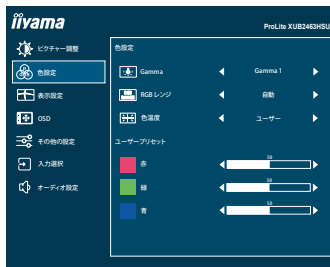 iiyama
ProLite XUB2463HSU
ピクチャー調整
色設定
表示設定
OSD
その他の設定
入力選択
オーディオ設定
色設定
Gamma
Gamma 1
RGB レンジ
自動
色温度
ユーザー
ユーザープリセット
赤
50
緑
50
青
50